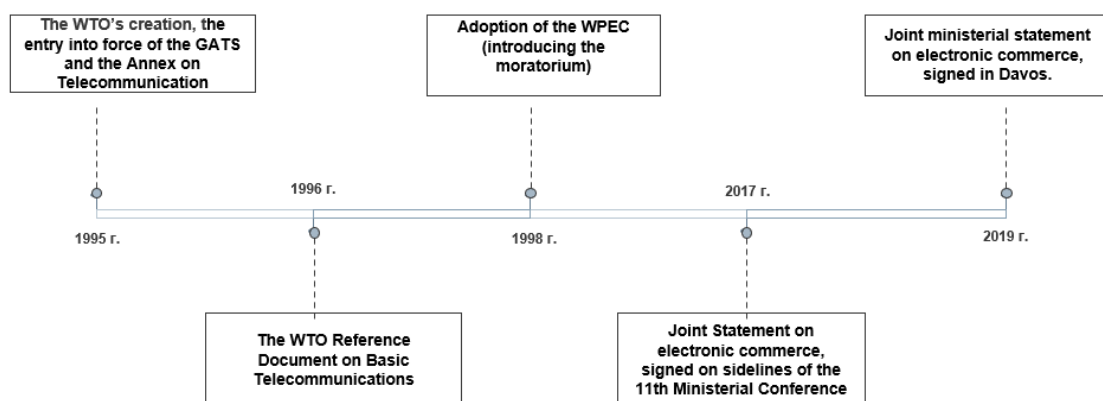 The WTO's creation, the
entry into force of the GATS
and the Annex on
Telecommunication
Adoption of the WPEC
(introducing the
moratorium)
Joint ministerial statement
on electronic commerce,
signed in Davos.
1996 г.
2017 г.
1995 г.
1998 г.
2019 г.
The WTO Reference
Document on Basic
Telecommunications
Joint Statement on
electronic commerce,
signed on sidelines of the
11th Ministerial Conference